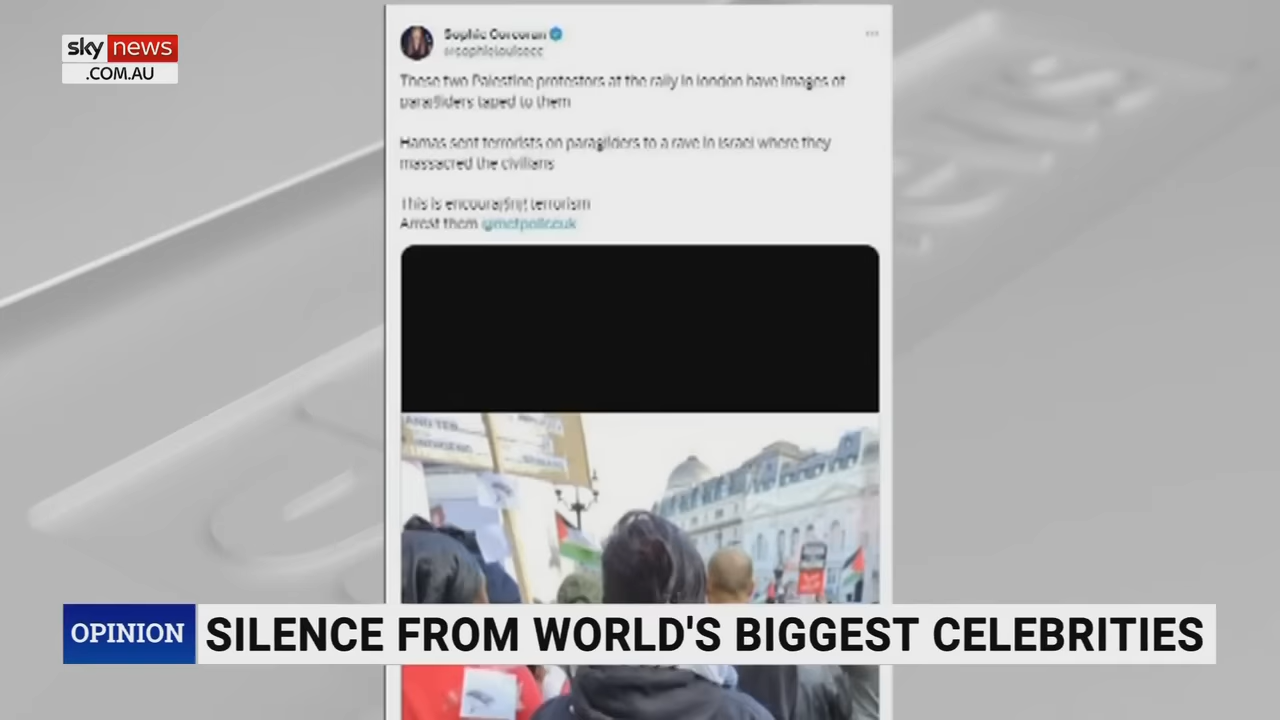 sky news
.COM.AU
Sophie Corcoran
@sophielouisecc
These two Palestine protestors at the rally in london have images of
paragliders taped to them
Hamas sent terrorists on paragliders to a rave in Israel where they
massacred the civilians
This is encouraging terrorism
Arrest them @metpoliceuk
OPINION
SILENCE FROM WORLD'S BIGGEST CELEBRITIES